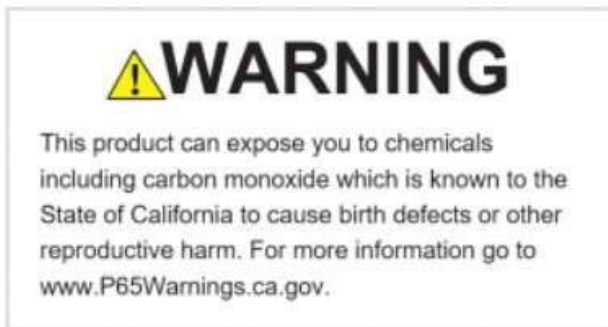 WARNING
This product can expose you to chemicals
including carbon monoxide which is known to the
State of California to cause birth defects or other
reproductive harm. For more information go to
www.P65Warnings.ca.gov.